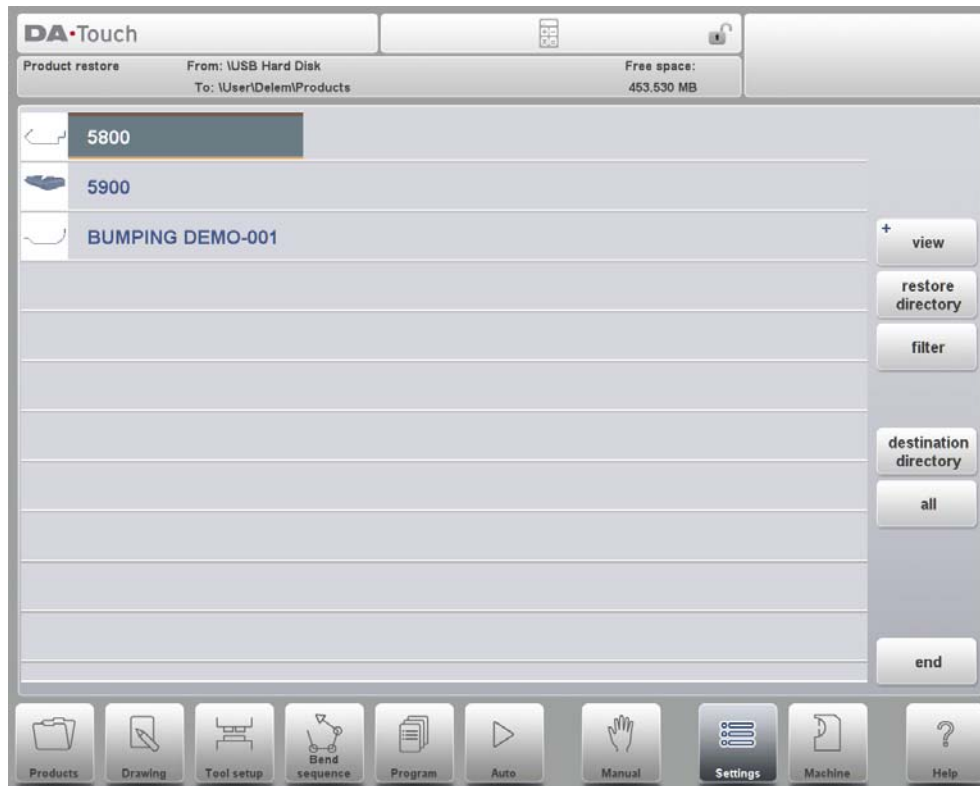 DA·Touch
Product restore From: \USB Hard Disk Free space:
To: \User\Delem\Products 453.530 MB
5800
5900
BUMPING DEMO-001
+ view
restore
directory
filter
destination
directory
all
end
Products Drawing Tool setup Bend sequence Program Auto Manual Settings Machine Help